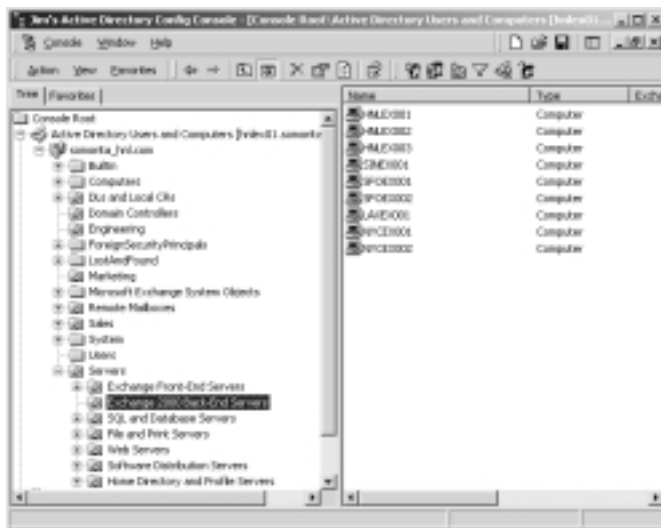 Jim's Active Directory Config Console - [Console Root\Active Directory Users and Computers [hnlex01....
Console Window Help
Action View Favorites
Tree Favorites
Name Type Excha
Console Root
Active Directory Users and Computers [hnlex01.somorita
somorita_hnl.com
Builtin
Computers
DLs and Local CRs
Domain Controllers
Engineering
ForeignSecurityPrincipals
LostAndFound
Marketing
Microsoft Exchange System Objects
Remote Mailboxes
Sales
System
Users
Servers
Exchange Front-End Servers
Exchange 2000 Back-End Servers
SQL and Database Servers
File and Print Servers
Web Servers
Software Distribution Servers
Home Directory and Profile Servers
HNLEX001 Computer
HNLEX002 Computer
HNLEX003 Computer
SINEX001 Computer
SFOEX001 Computer
SFOEX002 Computer
LAXEX001 Computer
NYCEX001 Computer
NYCEX002 Computer